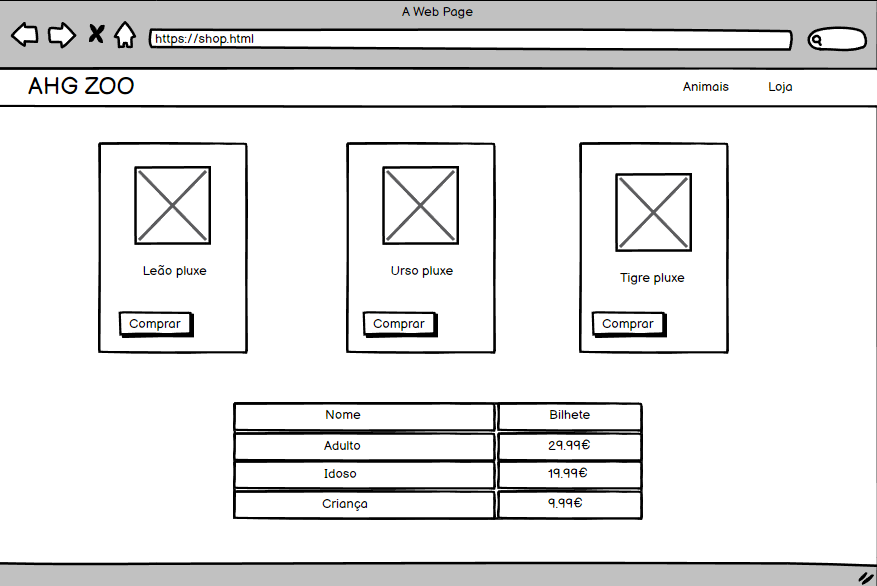 A Web Page
https://shop.html
AHG ZOO
Animais
Loja
Leão pluxe
Urso pluxe
Tigre pluxe
Comprar
Comprar
Comprar
Nome Bilhete
Adulto 29.99€
Idoso 19.99€
Criança 9.99€